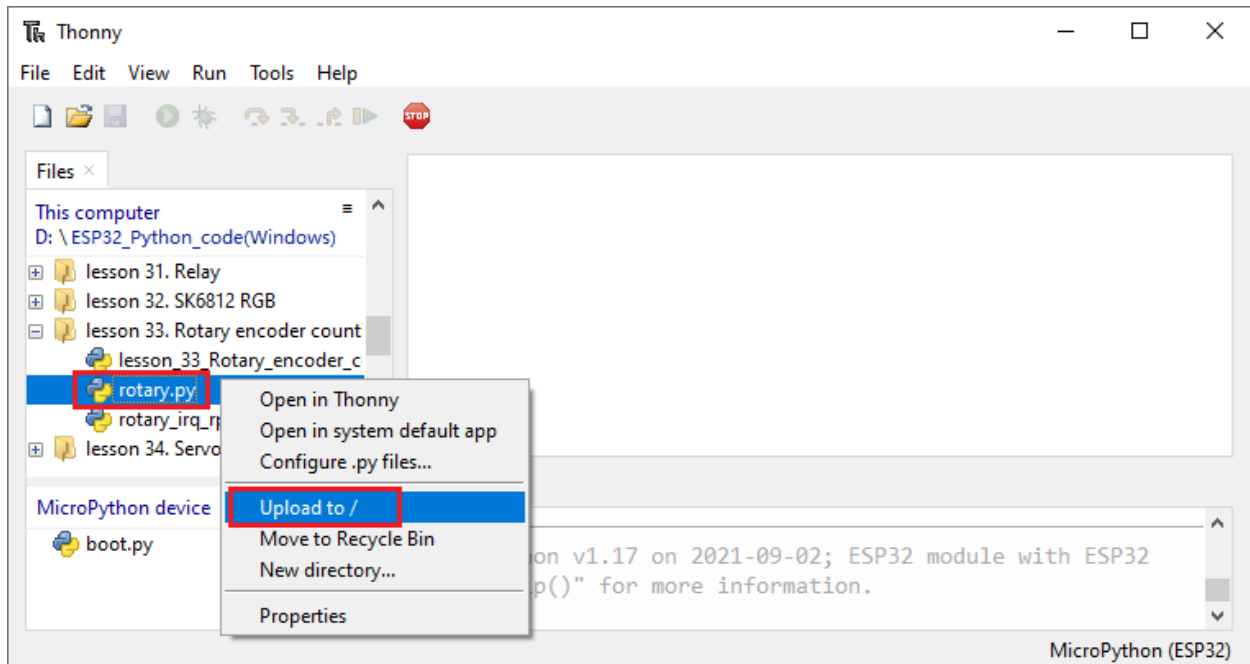 Thonny
File Edit View Run Tools Help
STOP
Files
This computer
D: \ ESP32_Python_code(Windows)
lesson 31. Relay
lesson 32. SK6812 RGB
lesson 33. Rotary encoder count
lesson_33_Rotary_encoder_c
rotary.py
rotary_irq_rp
lesson 34. Servo
Open in Thonny
Open in system default app
Configure .py files...
Upload to /
Move to Recycle Bin
New directory...
Properties
MicroPython device
boot.py
on v1.17 on 2021-09-02; ESP32 module with ESP32
p()" for more information.
MicroPython (ESP32)